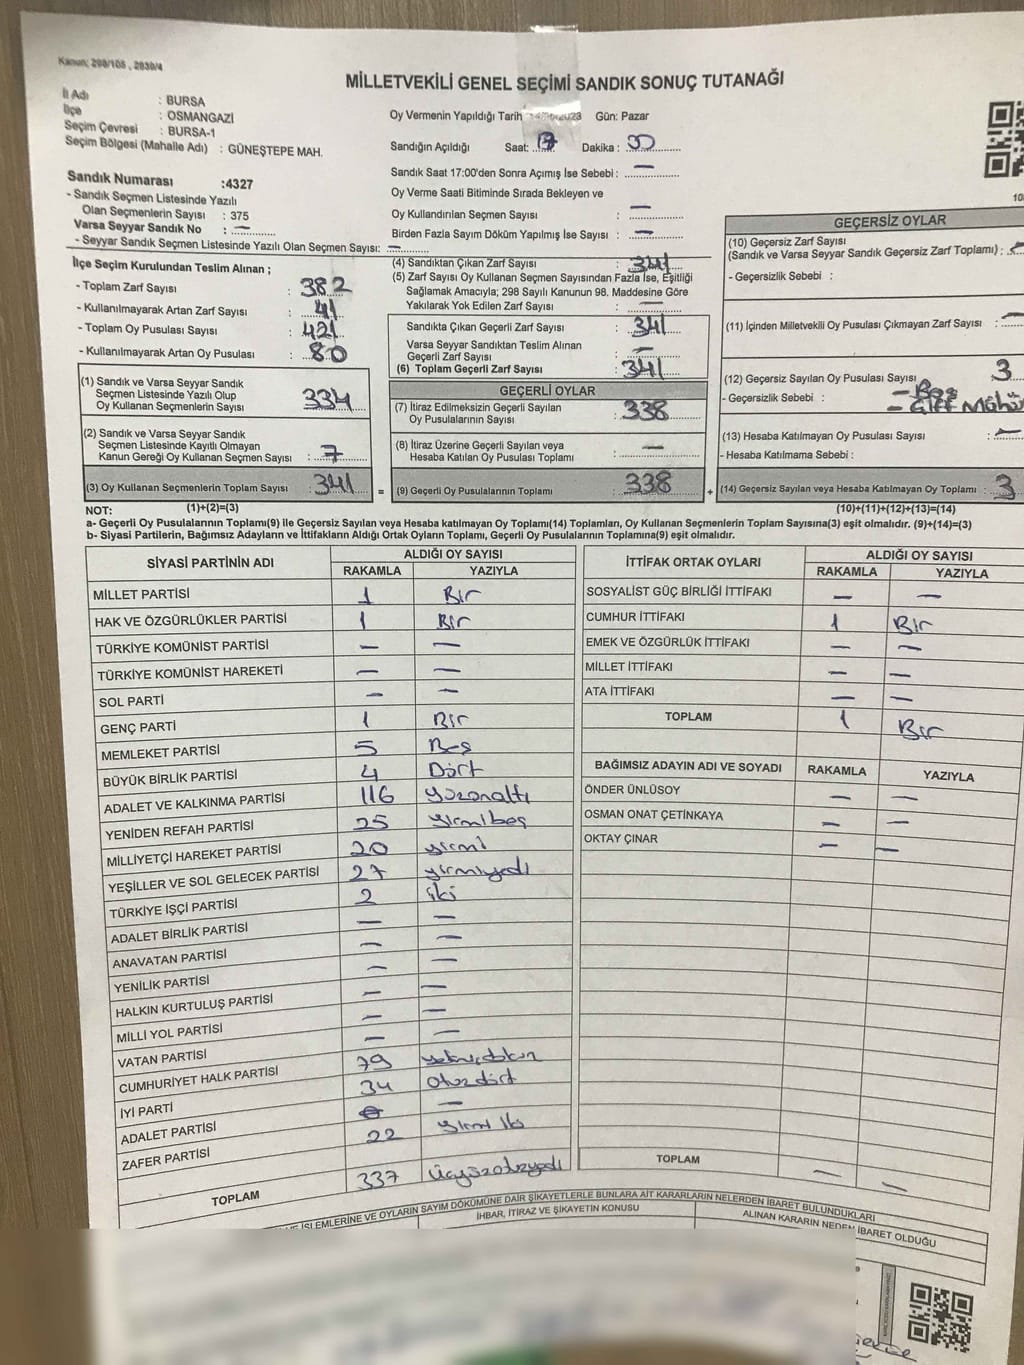 Kanun; 298/105 , 2839/4
MİLLETVEKİLİ GENEL SEÇİMİ SANDIK SONUÇ TUTANAĞI
İl Adı : BURSA
İlçe : OSMANGAZİ
Seçim Çevresi : BURSA-1
Seçim Bölgesi (Mahalle Adı) : GÜNEŞTEPE MAH.
Sandık Numarası :4327
- Sandık Seçmen Listesinde Yazılı
Olan Seçmenlerin Sayısı : 375
Varsa Seyyar Sandık No : —
- Seyyar Sandık Seçmen Listesinde Yazılı Olan Seçmen Sayısı: —
Oy Vermenin Yapıldığı Tarih Gün: Pazar
Sandığın Açıldığı Saat: 17 Dakika : 00
Sandık Saat 17:00'den Sonra Açımış İse Sebebi : —
Oy Verme Saati Bitiminde Sırada Bekleyen ve
Oy Kullandırılan Seçmen Sayısı : —
Birden Fazla Sayım Döküm Yapılmış İse Sayısı : —
İlçe Seçim Kurulundan Teslim Alınan ;
- Toplam Zarf Sayısı : 382
- Kullanılmayarak Artan Zarf Sayısı : 41
- Toplam Oy Pusulası Sayısı : 421
- Kullanılmayarak Artan Oy Pusulası : 80
(1) Sandık ve Varsa Seyyar Sandık
Seçmen Listesinde Yazılı Olup
Oy Kullanan Seçmenlerin Sayısı : 334
(2) Sandık ve Varsa Seyyar Sandık
Seçmen Listesinde Kayıtlı Olmayan
Kanun Gereği Oy Kullanan Seçmen Sayısı : 7
(3) Oy Kullanan Seçmenlerin Toplam Sayısı : 341
(1)+(2)=(3)
(4) Sandıktan Çıkan Zarf Sayısı : 341
(5) Zarf Sayısı Oy Kullanan Seçmen Sayısından Fazla İse, Eşitliği
Sağlamak Amacıyla; 298 Sayılı Kanunun 98. Maddesine Göre
Yakılarak Yok Edilen Zarf Sayısı : —
Sandıkta Çıkan Geçerli Zarf Sayısı : 341
Varsa Seyyar Sandıktan Teslim Alınan
Geçerli Zarf Sayısı : —
(6) Toplam Geçerli Zarf Sayısı : 341
GEÇERLİ OYLAR
(7) İtiraz Edilmeksizin Geçerli Sayılan
Oy Pusulalarının Sayısı : 338
(8) İtiraz Üzerine Geçerli Sayılan veya
Hesaba Katılan Oy Pusulası Toplamı : —
= (9) Geçerli Oy Pusulalarının Toplamı : 338
GEÇERSİZ OYLAR
(10) Geçersiz Zarf Sayısı
(Sandık ve Varsa Seyyar Sandık Geçersiz Zarf Toplamı) : —
- Geçersizlik Sebebi :
(11) İçinden Milletvekili Oy Pusulası Çıkmayan Zarf Sayısı : —
(12) Geçersiz Sayılan Oy Pusulası Sayısı 3
- Geçersizlik Sebebi : - Boş
- Çift Mühür
(13) Hesaba Katılmayan Oy Pusulası Sayısı : —
- Hesaba Katılmama Sebebi :
+ (14) Geçersiz Sayılan veya Hesaba Katılmayan Oy Toplamı : 3
(10)+(11)+(12)+(13)=(14)
NOT:
a- Geçerli Oy Pusulalarının Toplamı(9) ile Geçersiz Sayılan veya Hesaba katılmayan Oy Toplamı(14) Toplamları, Oy Kullanan Seçmenlerin Toplam Sayısına(3) eşit olmalıdır. (9)+(14)=(3)
b- Siyasi Partilerin, Bağımsız Adayların ve İttifakların Aldığı Ortak Oyların Toplamı, Geçerli Oy Pusulalarının Toplamına(9) eşit olmalıdır.
SİYASİ PARTİNİN ADI ALDIĞI OY SAYISI
RAKAMLA YAZIYLA
MİLLET PARTİSİ 1 Bir
HAK VE ÖZGÜRLÜKLER PARTİSİ 1 Bir
TÜRKİYE KOMÜNİST PARTİSİ — —
TÜRKİYE KOMÜNİST HAREKETİ — —
SOL PARTİ — —
GENÇ PARTİ 1 Bir
MEMLEKET PARTİSİ 5 Beş
BÜYÜK BİRLİK PARTİSİ 4 Dört
ADALET VE KALKINMA PARTİSİ 116 yüzonaltı
YENİDEN REFAH PARTİSİ 25 yirmibeş
MİLLİYETÇİ HAREKET PARTİSİ 20 yirmi
YEŞİLLER VE SOL GELECEK PARTİSİ 27 yirmiyedi
TÜRKİYE İŞÇİ PARTİSİ 2 iki
ADALET BİRLİK PARTİSİ — —
ANAVATAN PARTİSİ — —
YENİLİK PARTİSİ — —
HALKIN KURTULUŞ PARTİSİ — —
MİLLİ YOL PARTİSİ — —
VATAN PARTİSİ — —
CUMHURİYET HALK PARTİSİ 79 yetmişdokuz
İYİ PARTİ 34 otuzdört
ADALET PARTİSİ —
ZAFER PARTİSİ 22 yirmi iki
TOPLAM 337 üçyüzotuzyedi
İTTİFAK ORTAK OYLARI ALDIĞI OY SAYISI
RAKAMLA YAZIYLA
SOSYALİST GÜÇ BİRLİĞİ İTTİFAKI — —
CUMHUR İTTİFAKI 1 Bir
EMEK VE ÖZGÜRLÜK İTTİFAKI — —
MİLLET İTTİFAKI — —
ATA İTTİFAKI — —
TOPLAM 1 Bir
BAĞIMSIZ ADAYIN ADI VE SOYADI RAKAMLA YAZIYLA
ÖNDER ÜNLÜSOY — —
OSMAN ONAT ÇETİNKAYA — —
OKTAY ÇINAR — —
TOPLAM — —
İŞLEMLERİNE VE OYLARIN SAYIM DÖKÜMÜNE DAİR ŞİKAYETLERLE BUNLARA AİT KARARLARIN NELERDEN İBARET BULUNDUKLARI
İHBAR, İTİRAZ VE ŞİKAYETİN KONUSU
ALINAN KARARIN NEDEN İBARET OLDUĞU